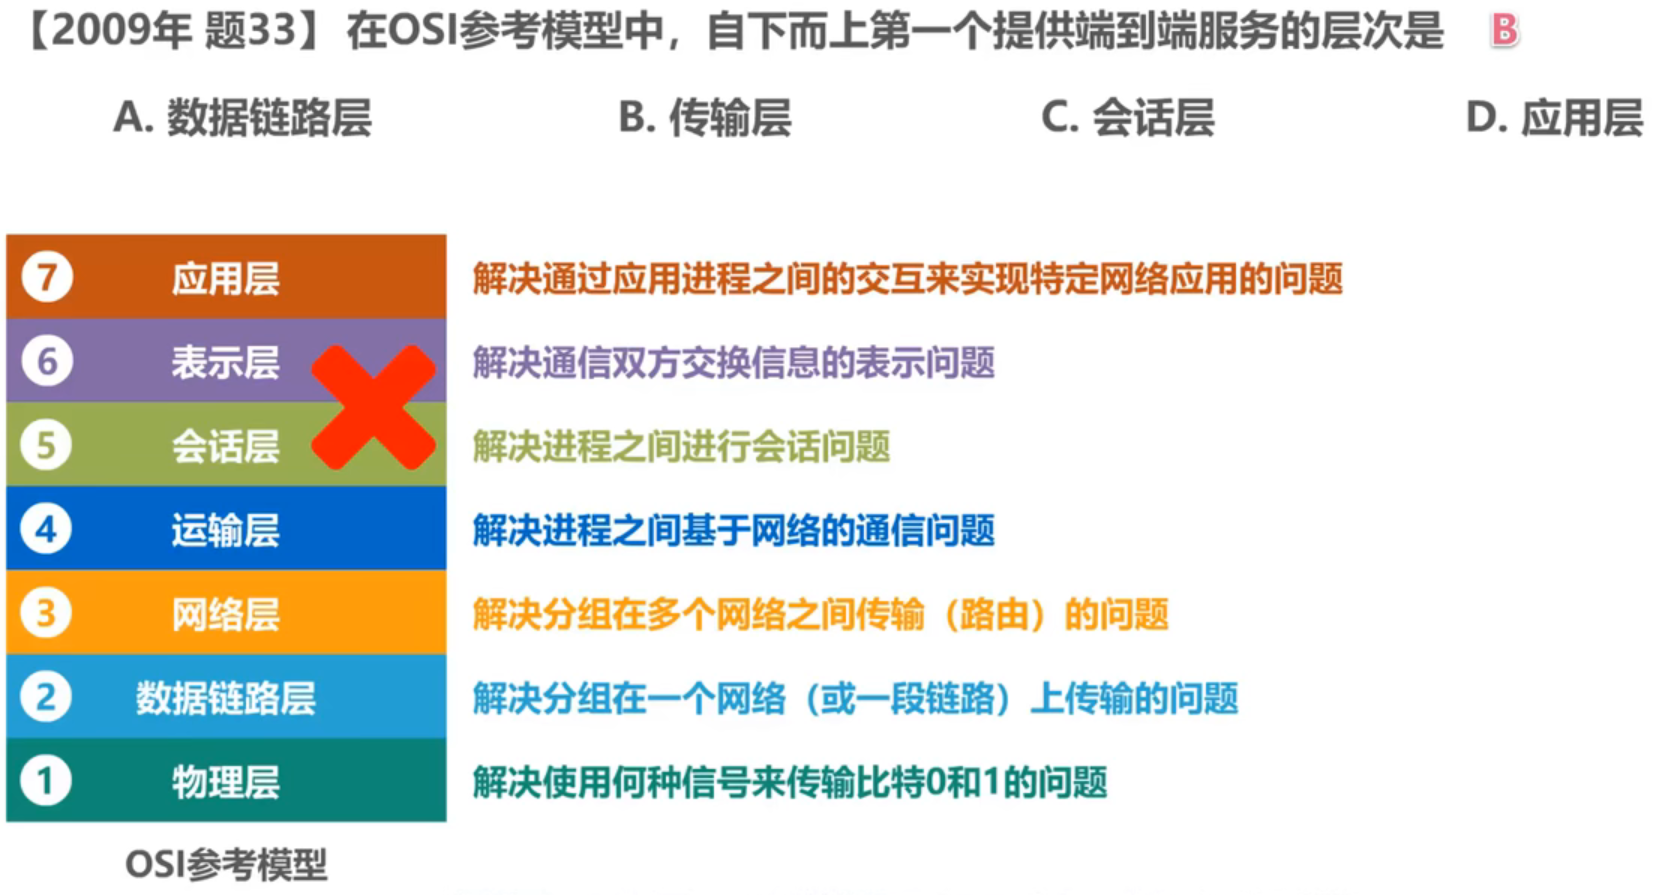 【2009年 题33】 在OSI参考模型中，自下而上第一个提供端到端服务的层次是 B
A. 数据链路层 B. 传输层 C. 会话层 D. 应用层
7 应用层 解决通过应用进程之间的交互来实现特定网络应用的问题
6 表示层 解决通信双方交换信息的表示问题
5 会话层 解决进程之间进行会话问题
4 运输层 解决进程之间基于网络的通信问题
3 网络层 解决分组在多个网络之间传输（路由）的问题
2 数据链路层 解决分组在一个网络（或一段链路）上传输的问题
1 物理层 解决使用何种信号来传输比特0和1的问题
OSI参考模型